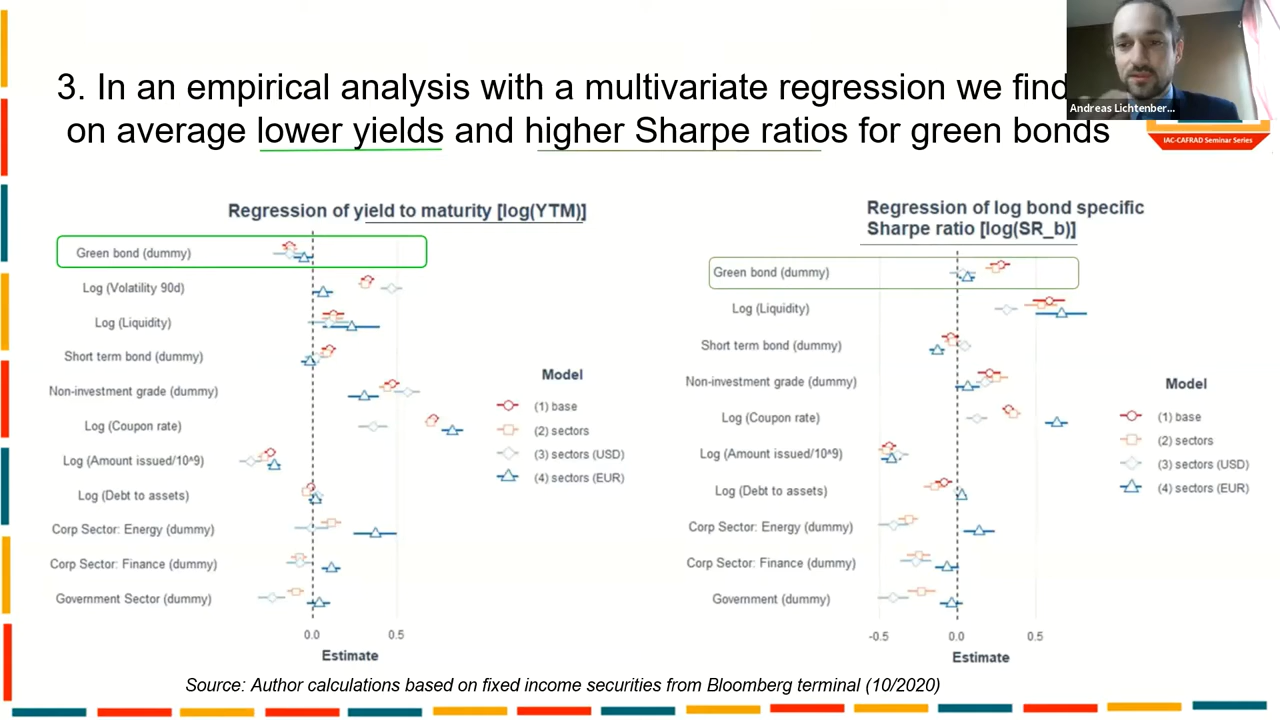 3. In an empirical analysis with a multivariate regression we find
on average lower yields and higher Sharpe ratios for green bonds
Andreas Lichtenber...
IAC-CAFRAD Seminar Series
Regression of yield to maturity [log(YTM)]
Green bond (dummy)
Log (Volatility 90d)
Log (Liquidity)
Short term bond (dummy)
Non-investment grade (dummy)
Log (Coupon rate)
Log (Amount issued/10^9)
Log (Debt to assets)
Corp Sector: Energy (dummy)
Corp Sector: Finance (dummy)
Government Sector (dummy)
0.0
0.5
Estimate
Model
(1) base
(2) sectors
(3) sectors (USD)
(4) sectors (EUR)
Regression of log bond specific
Sharpe ratio [log(SR_b)]
Green bond (dummy)
Log (Liquidity)
Short term bond (dummy)
Non-investment grade (dummy)
Log (Coupon rate)
Log (Amount issued/10^9)
Log (Debt to assets)
Corp Sector: Energy (dummy)
Corp Sector: Finance (dummy)
Government (dummy)
-0.5
0.0
0.5
Estimate
Model
(1) base
(2) sectors
(3) sectors (USD)
(4) sectors (EUR)
Source: Author calculations based on fixed income securities from Bloomberg terminal (10/2020)